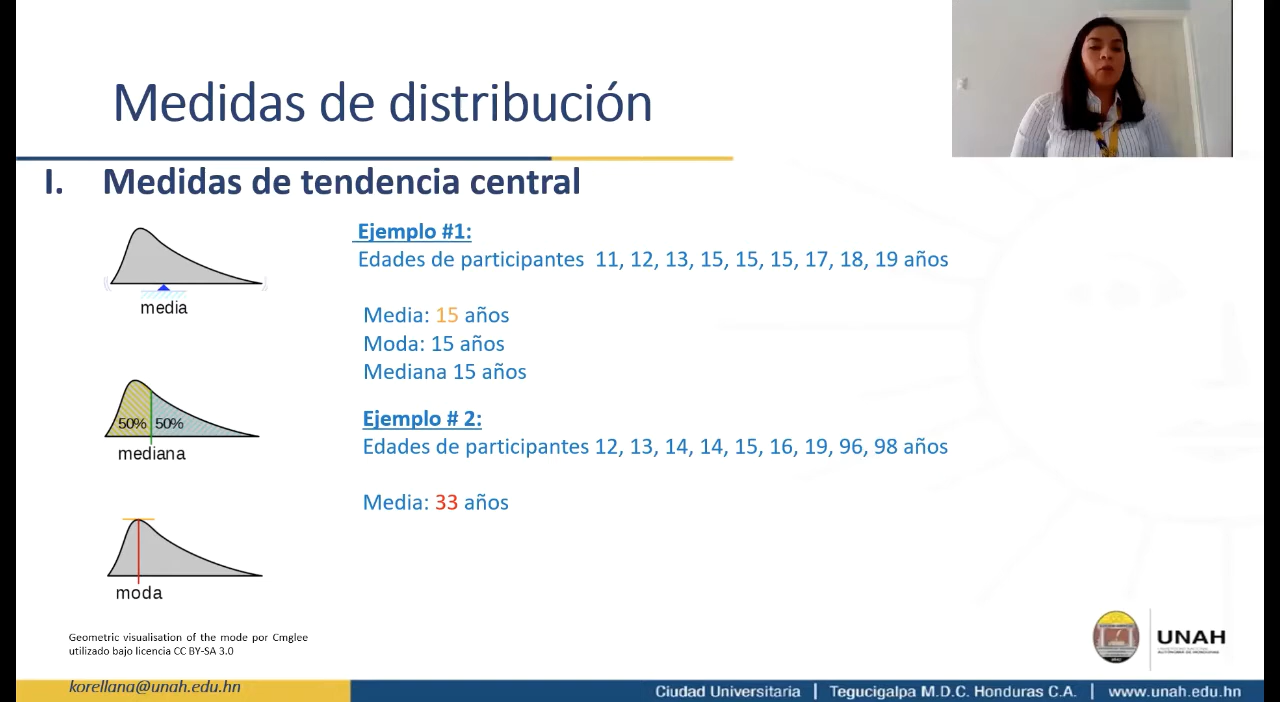 Medidas de distribución
I. Medidas de tendencia central
media
50% 50%
mediana
moda
Ejemplo #1:
Edades de participantes 11, 12, 13, 15, 15, 15, 17, 18, 19 años
Media: 15 años
Moda: 15 años
Mediana 15 años
Ejemplo # 2:
Edades de participantes 12, 13, 14, 14, 15, 16, 19, 96, 98 años
Media: 33 años
Geometric visualisation of the mode por Cmglee
utilizado bajo licencia CC BY-SA 3.0
UNAH
korellana@unah.edu.hn
Ciudad Universitaria | Tegucigalpa M.D.C. Honduras C.A. | www.unah.edu.hn